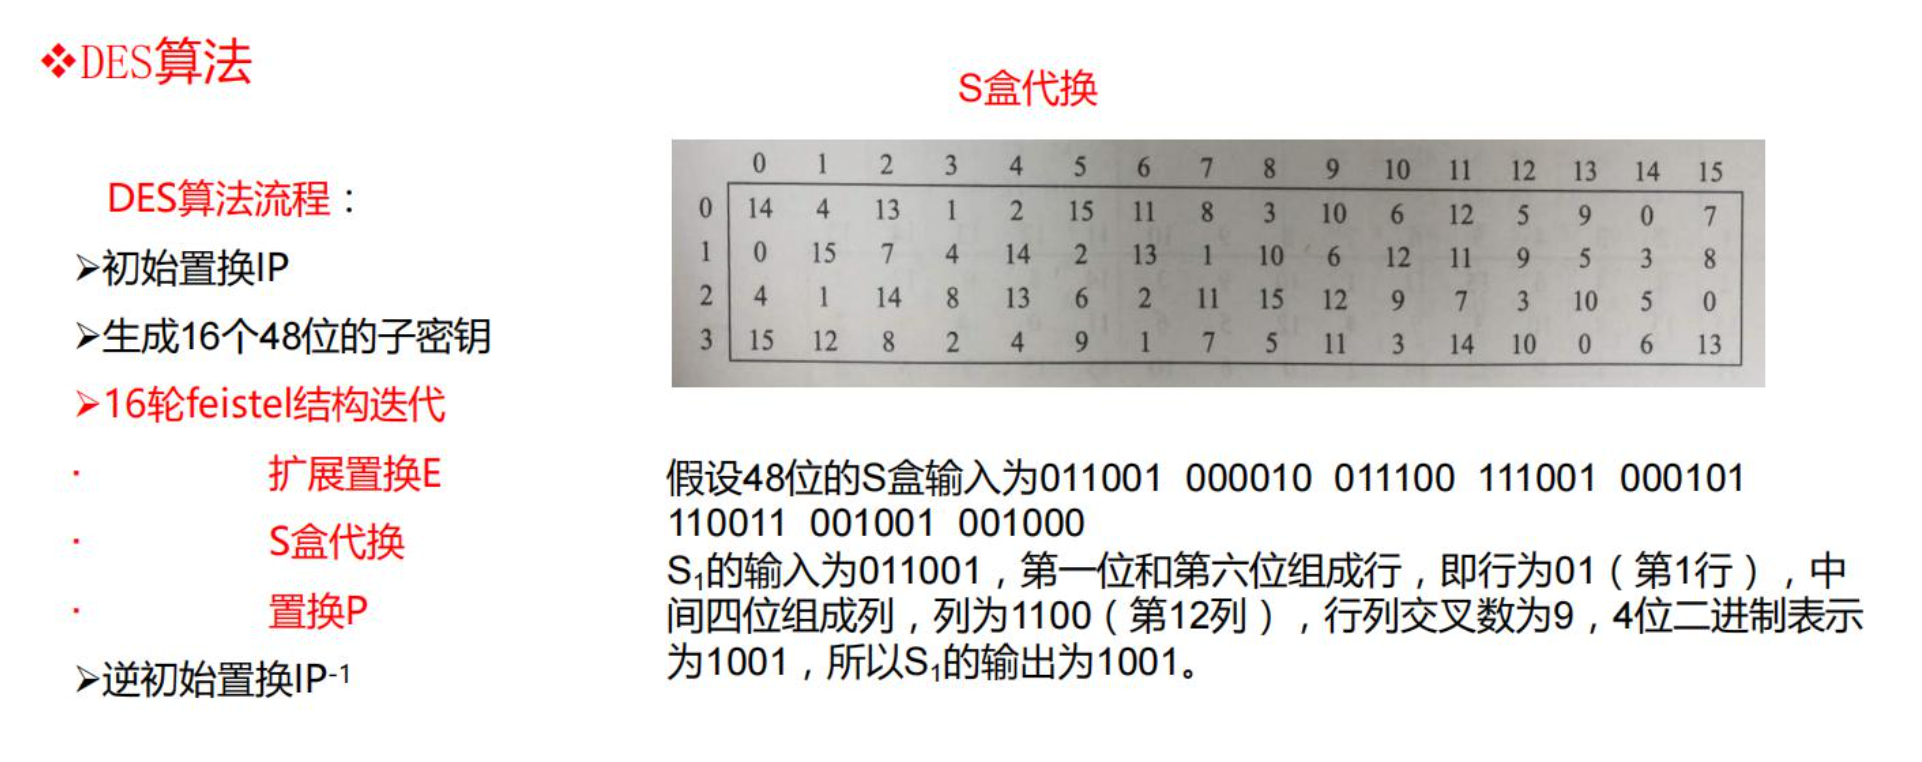 ❖DES算法
S盒代换
DES算法流程：
➢初始置换IP
➢生成16个48位的子密钥
➢16轮feistel结构迭代
· 扩展置换E
· S盒代换
· 置换P
➢逆初始置换IP-1
0 1 2 3 4 5 6 7 8 9 10 11 12 13 14 15
0 14 4 13 1 2 15 11 8 3 10 6 12 5 9 0 7
1 0 15 7 4 14 2 13 1 10 6 12 11 9 5 3 8
2 4 1 14 8 13 6 2 11 15 12 9 7 3 10 5 0
3 15 12 8 2 4 9 1 7 5 11 3 14 10 0 6 13
假设48位的S盒输入为011001 000010 011100 111001 000101
110011 001001 001000
S1的输入为011001，第一位和第六位组成行，即行为01（第1行），中
间四位组成列，列为1100（第12列），行列交叉数为9，4位二进制表示
为1001，所以S1的输出为1001。